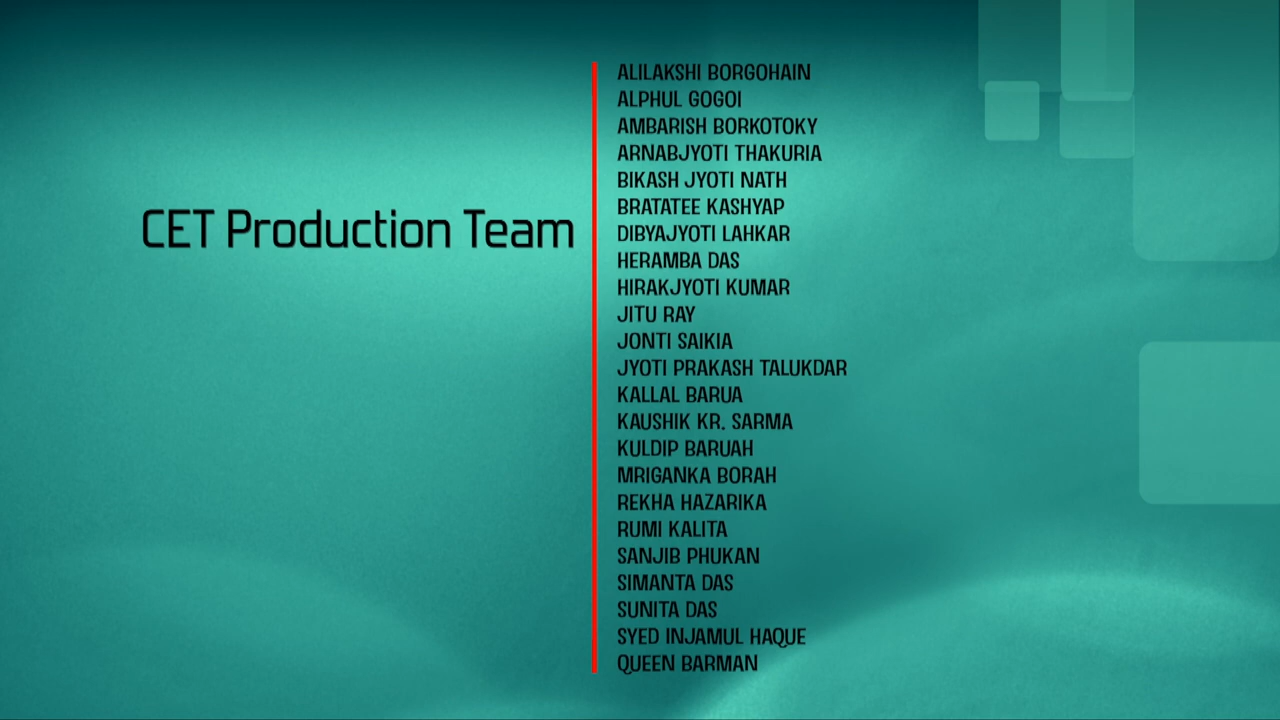 CET Production Team
ALILAKSHI BORGOHAIN
ALPHUL GOGOI
AMBARISH BORKOTOKY
ARNABJYOTI THAKURIA
BIKASH JYOTI NATH
BRATATEE KASHYAP
DIBYAJYOTI LAHKAR
HERAMBA DAS
HIRAKJYOTI KUMAR
JITU RAY
JONTI SAIKIA
JYOTI PRAKASH TALUKDAR
KALLAL BARUA
KAUSHIK KR. SARMA
KULDIP BARUAH
MRIGANKA BORAH
REKHA HAZARIKA
RUMI KALITA
SANJIB PHUKAN
SIMANTA DAS
SUNITA DAS
SYED INJAMUL HAQUE
QUEEN BARMAN